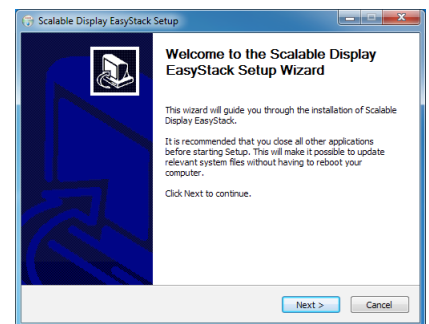 Scalable Display EasyStack Setup
Welcome to the Scalable Display
EasyStack Setup Wizard
This wizard will guide you through the installation of Scalable
Display EasyStack.
It is recommended that you close all other applications
before starting Setup. This will make it possible to update
relevant system files without having to reboot your
computer.
Click Next to continue.
Next >
Cancel